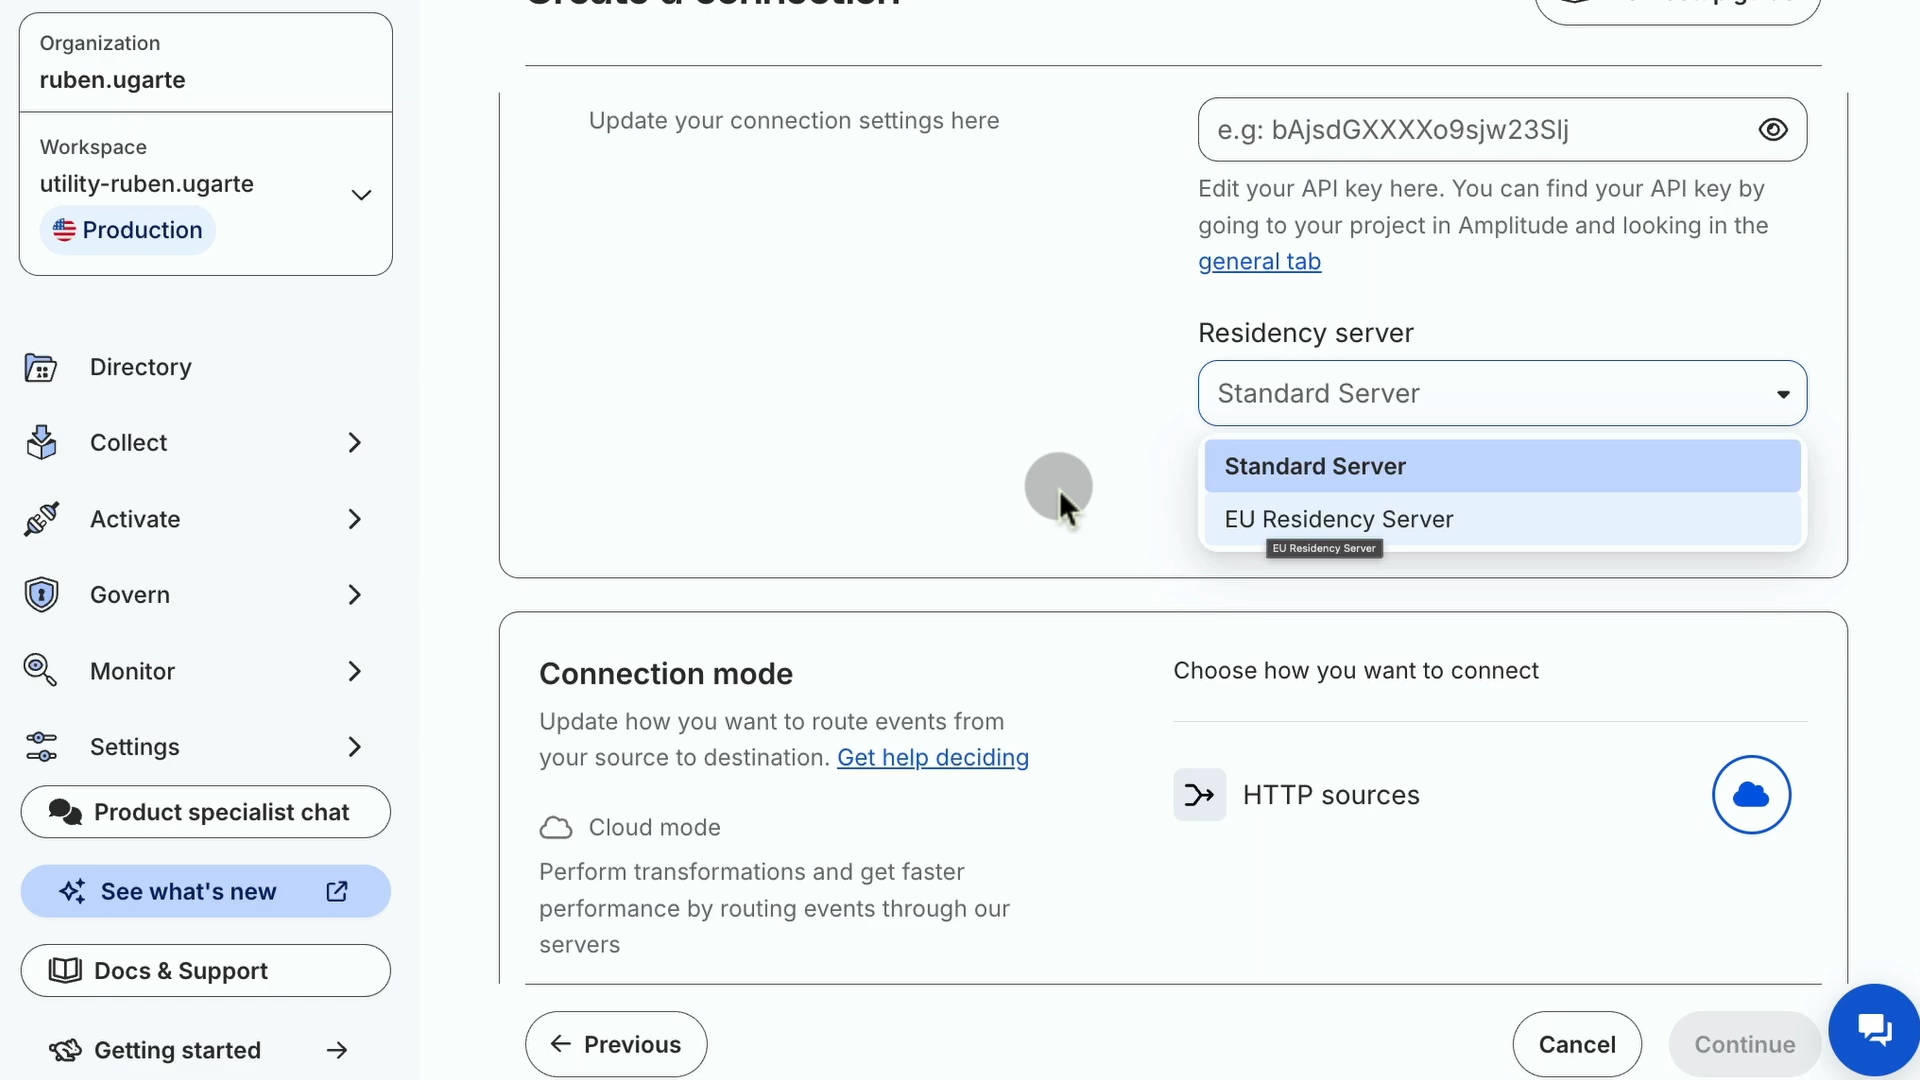 Organization
ruben.ugarte
Workspace
utility-ruben.ugarte
Production
Directory
Collect
Activate
Govern
Monitor
Settings
Product specialist chat
See what's new
Docs & Support
Getting started
Create a connection
Update your connection settings here
e.g: bAjsdGXXXXo9sjw23Slj
Edit your API key here. You can find your API key by
going to your project in Amplitude and looking in the
general tab
Residency server
Standard Server
Standard Server
EU Residency Server
EU Residency Server
Connection mode
Update how you want to route events from
your source to destination. Get help deciding
Cloud mode
Perform transformations and get faster
performance by routing events through our
servers
Choose how you want to connect
HTTP sources
Previous
Cancel
Continue